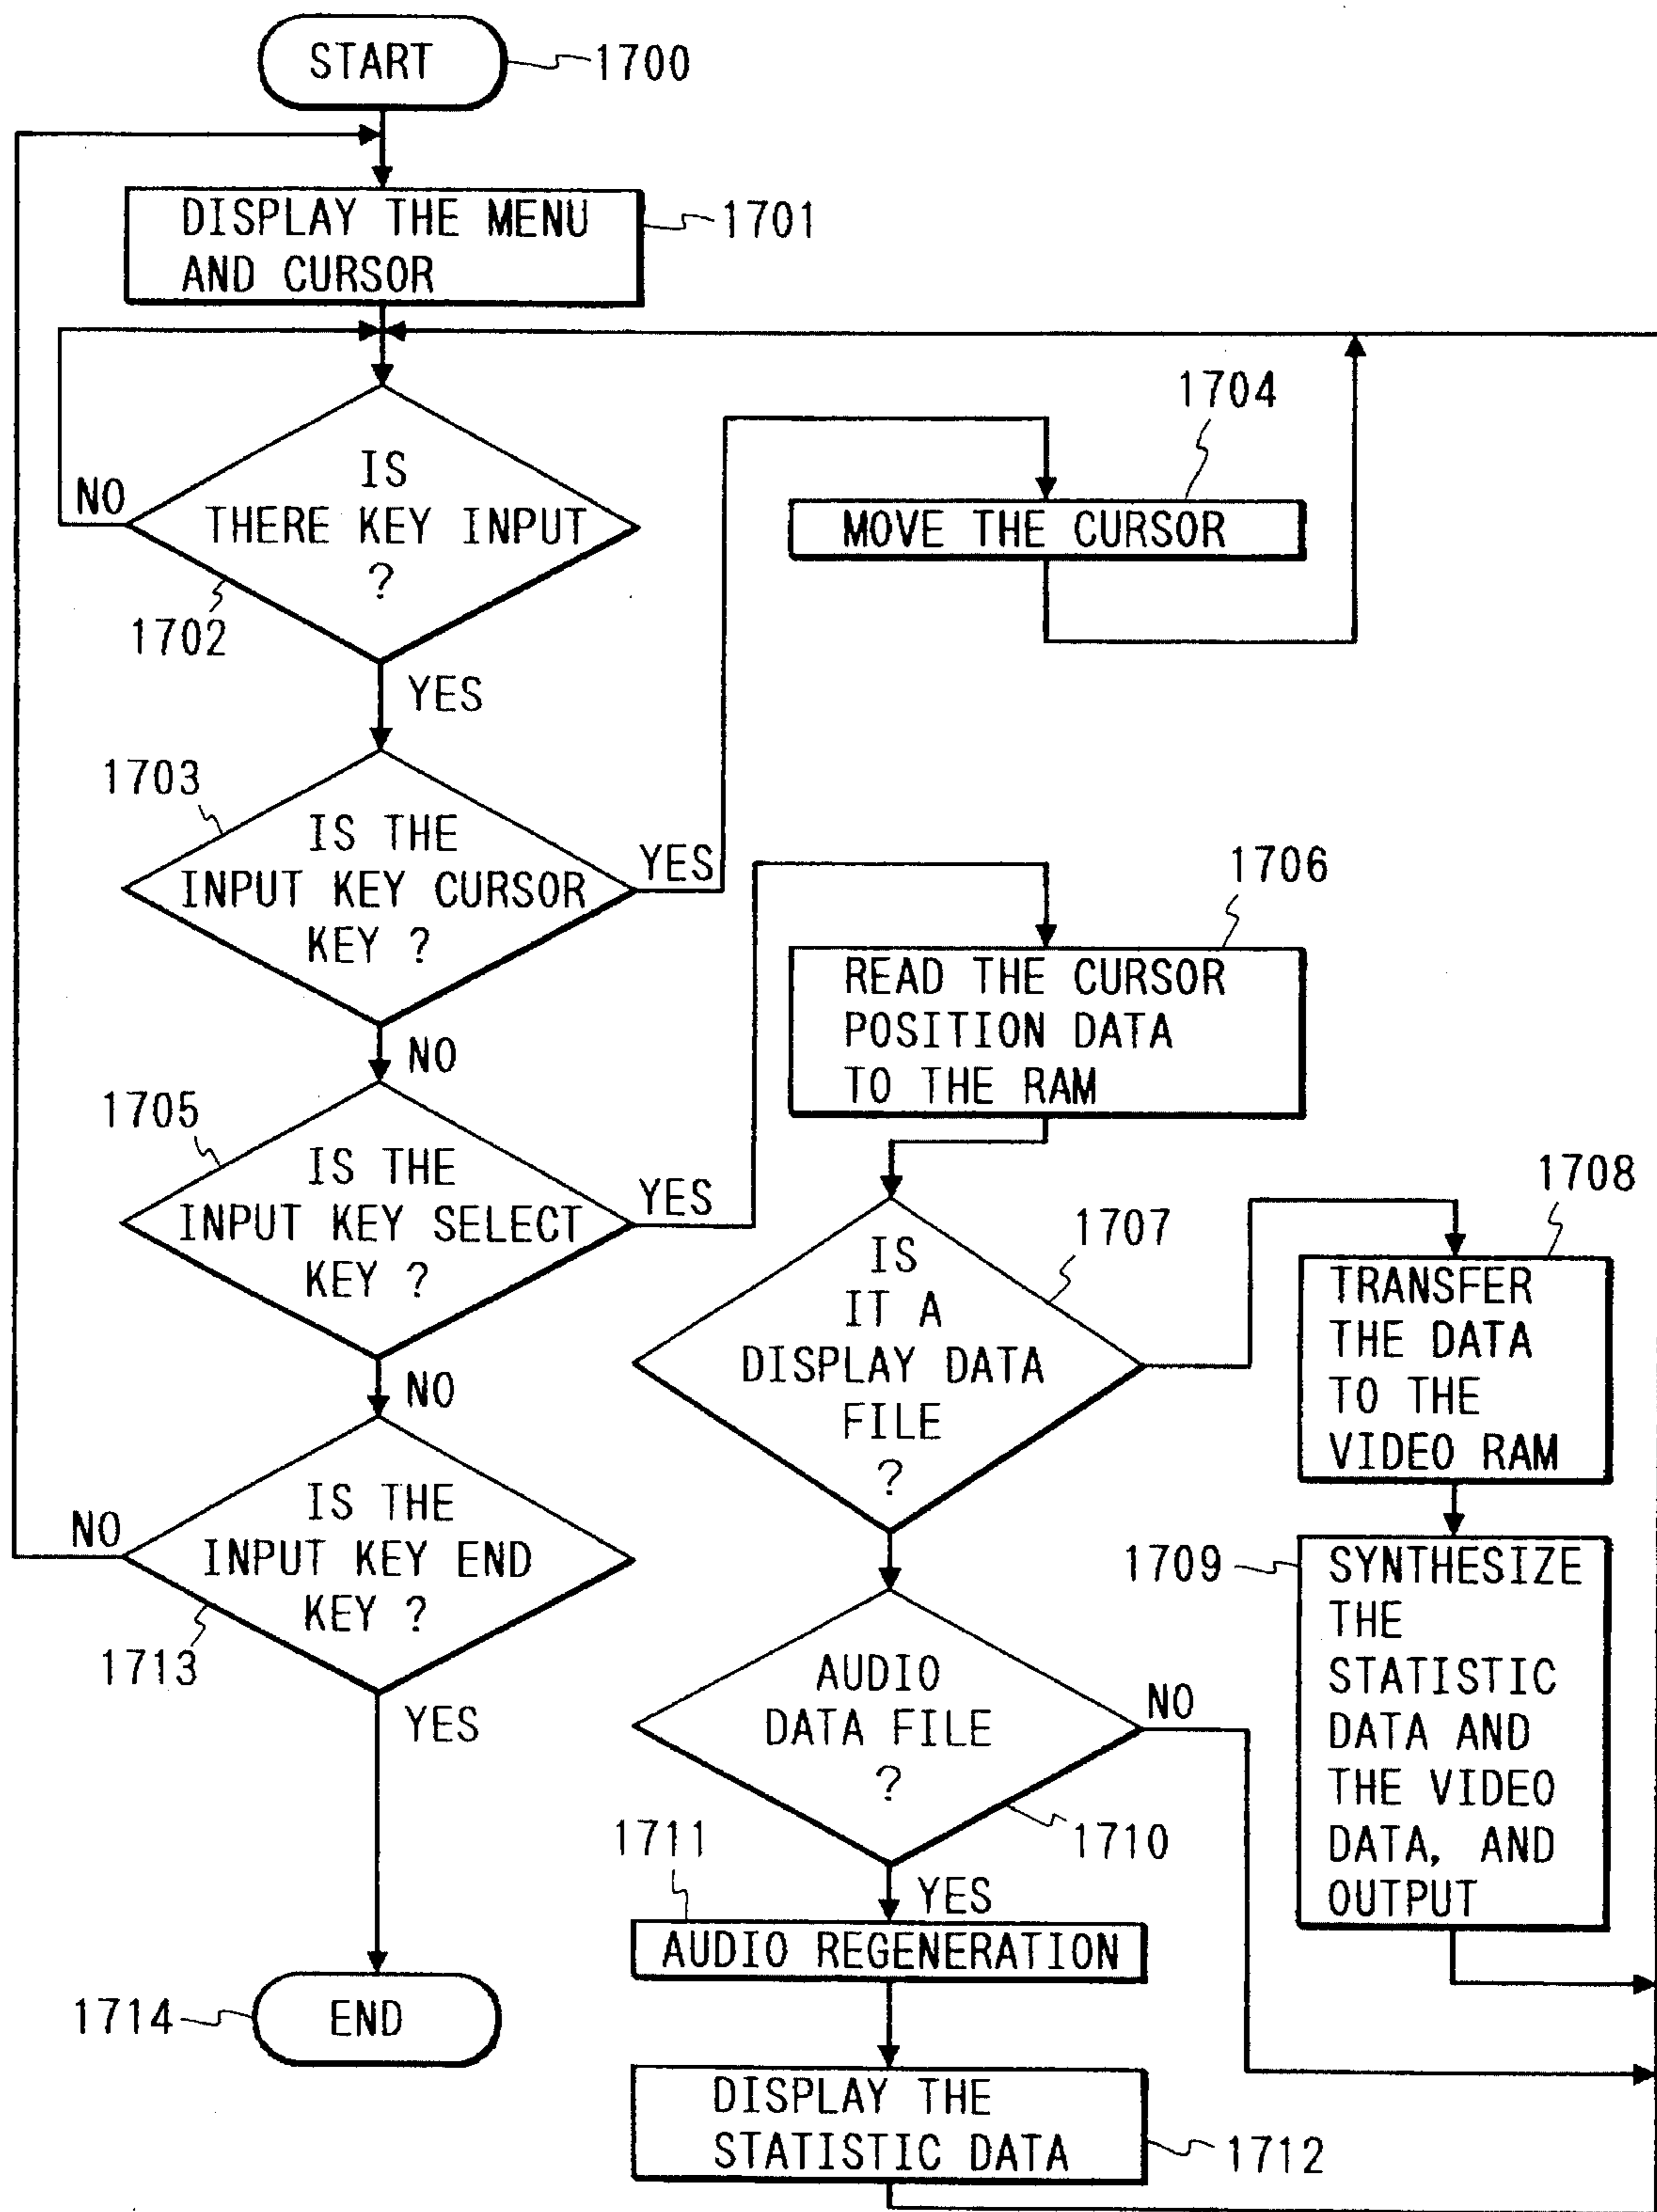 START
1700
DISPLAY THE MENU
AND CURSOR
1701
IS
THERE KEY INPUT
?
NO
1702
YES
1704
MOVE THE CURSOR
1703
IS THE
INPUT KEY CURSOR
KEY ?
YES
NO
1706
READ THE CURSOR
POSITION DATA
TO THE RAM
1705
IS THE
INPUT KEY SELECT
KEY ?
YES
NO
1707
IS
IT A
DISPLAY DATA
FILE
?
1708
TRANSFER
THE DATA
TO THE
VIDEO RAM
IS THE
INPUT KEY END
KEY ?
NO
1713
YES
1709
SYNTHESIZE
THE
STATISTIC
DATA AND
THE VIDEO
DATA, AND
OUTPUT
AUDIO
DATA FILE
?
NO
1710
YES
1711
AUDIO REGENERATION
1714
END
DISPLAY THE
STATISTIC DATA
1712